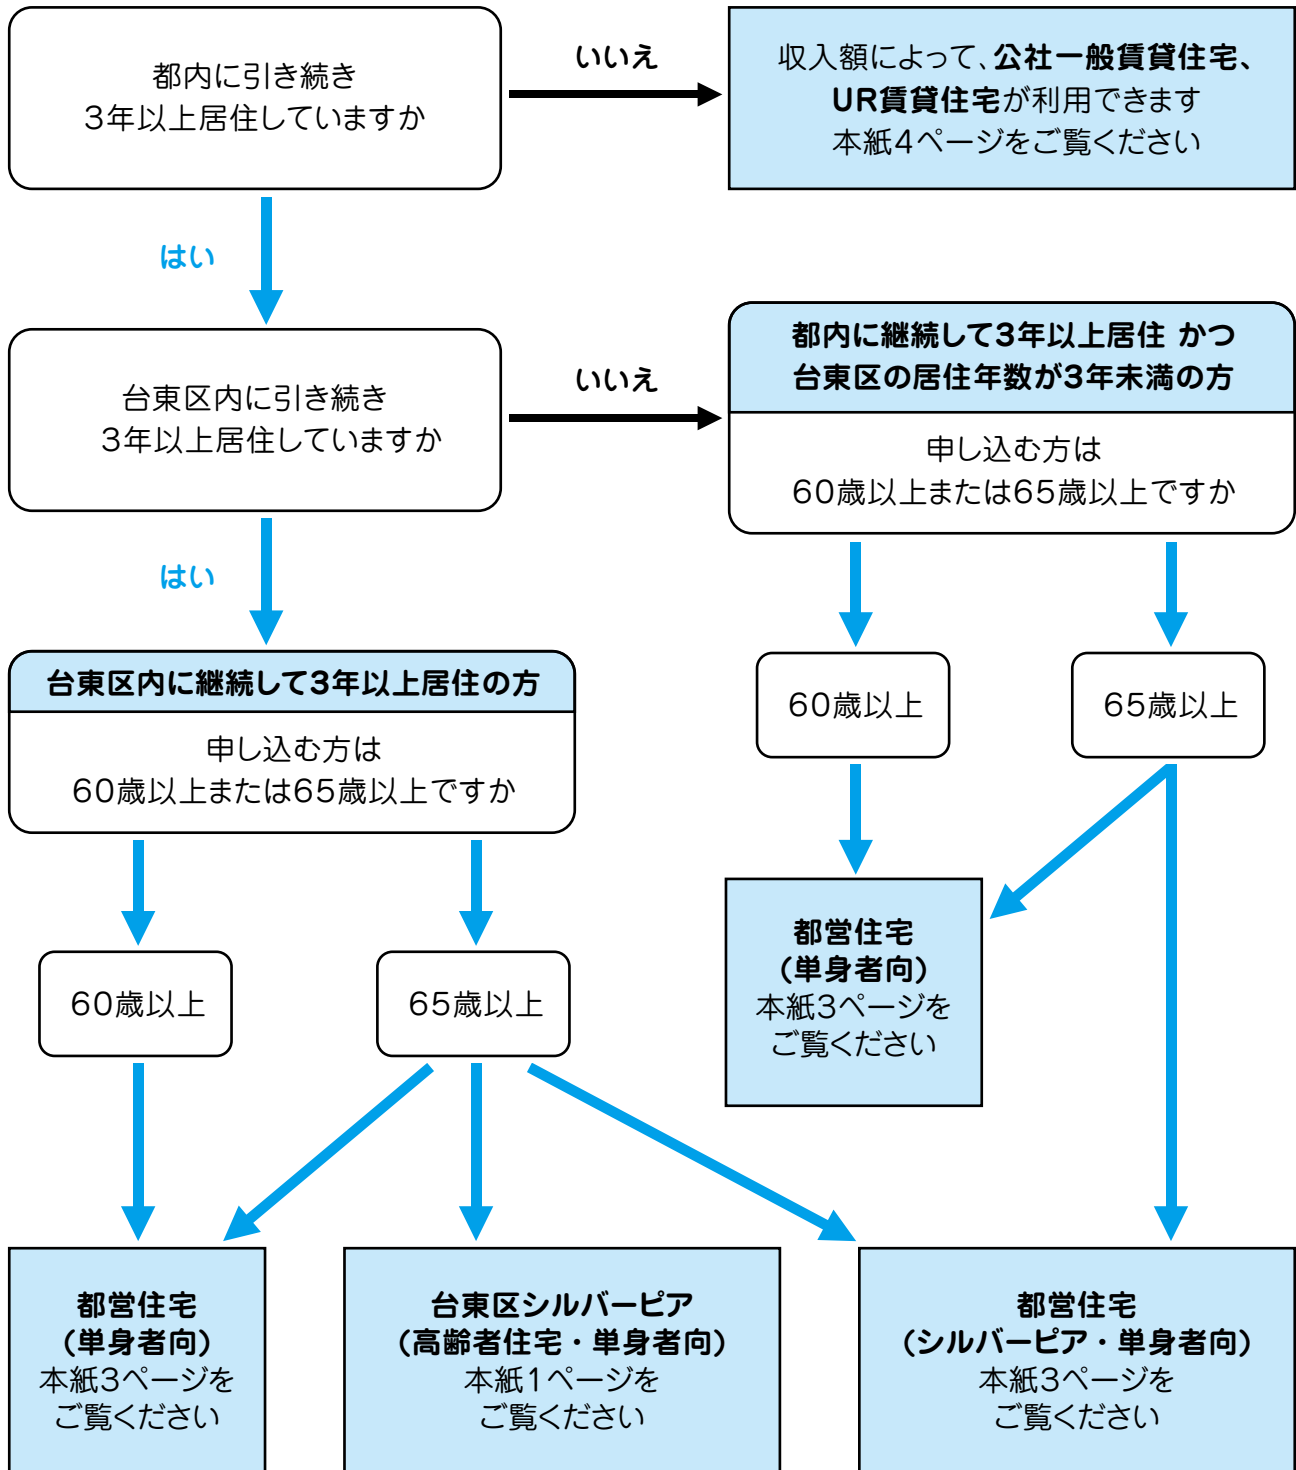 都内に引き続き
3年以上居住していますか
いいえ
収入額によって、公社一般賃貸住宅、
UR賃貸住宅が利用できます
本紙4ページをご覧ください
はい
台東区内に引き続き
3年以上居住していますか
いいえ
都内に継続して3年以上居住 かつ
台東区の居住年数が3年未満の方
申し込む方は
60歳以上または65歳以上ですか
はい
台東区内に継続して3年以上居住の方
申し込む方は
60歳以上または65歳以上ですか
60歳以上
65歳以上
都営住宅
(単身者向)
本紙3ページを
ご覧ください
60歳以上
65歳以上
都営住宅
(単身者向)
本紙3ページを
ご覧ください
台東区シルバーピア
(高齢者住宅・単身者向)
本紙1ページを
ご覧ください
都営住宅
(シルバーピア・単身者向)
本紙3ページを
ご覧ください